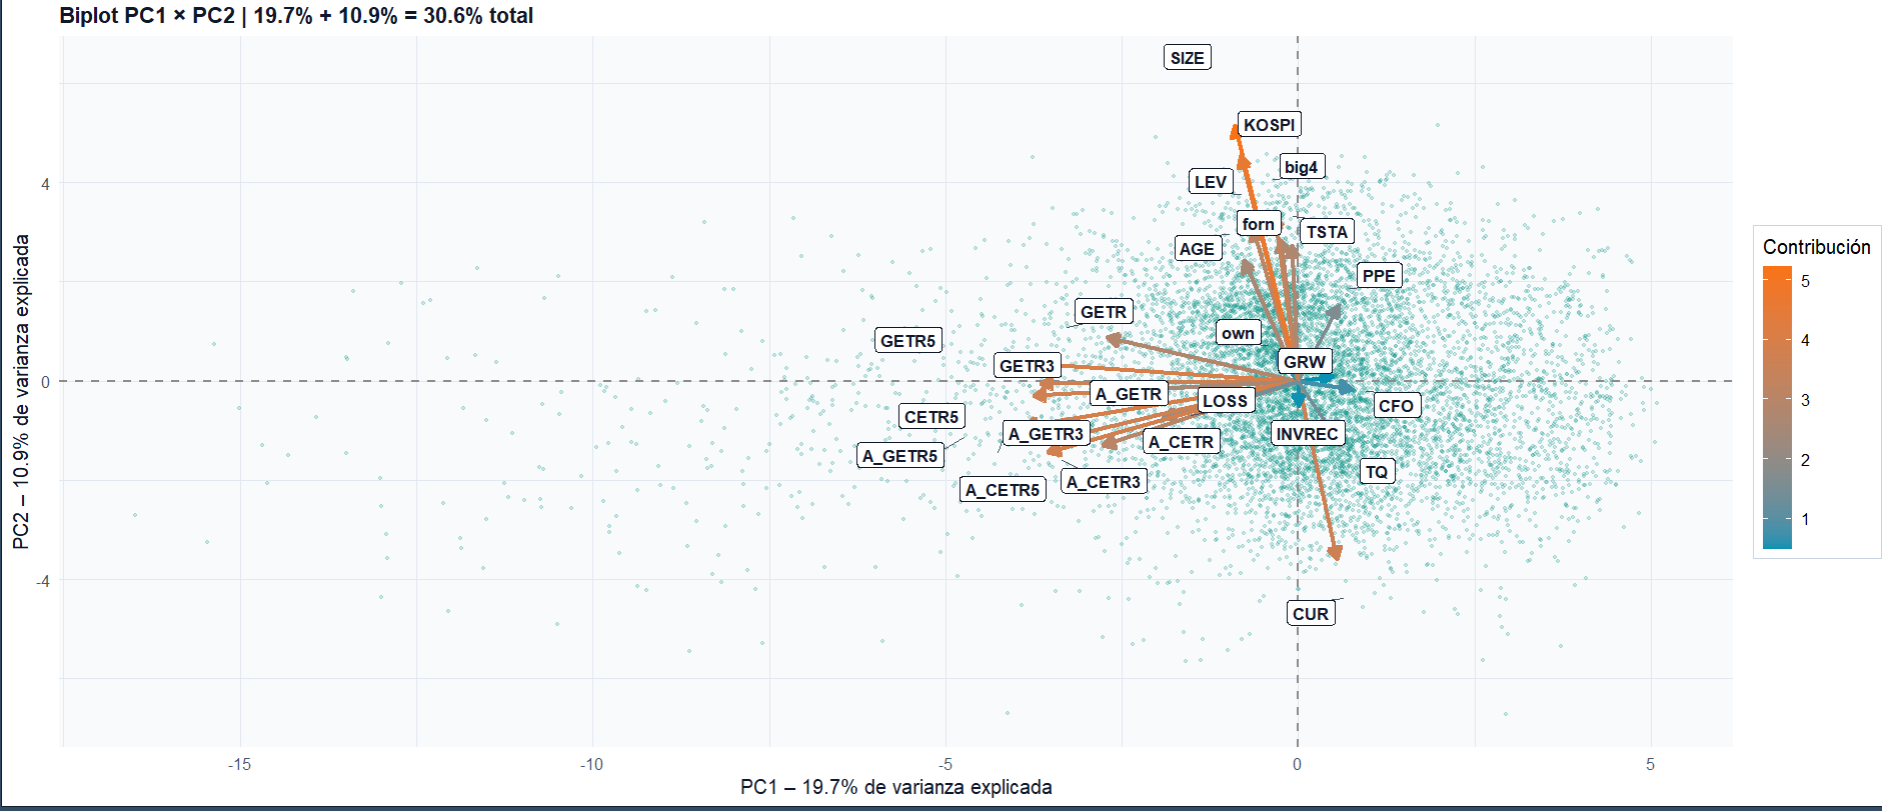 Biplot PC1 × PC2 | 19.7% + 10.9% = 30.6% total
SIZE
KOSPI
big4
LEV
forn
TSTA
AGE
PPE
GETR
own
GETR5
GRW
GETR3
A_GETR
LOSS
CFO
CETR5
A_GETR3
A_CETR
INVREC
A_GETR5
TQ
A_CETR3
A_CETR5
CUR
4
0
-4
PC2 – 10.9% de varianza explicada
-15
-10
-5
0
5
PC1 – 19.7% de varianza explicada
Contribución
5
4
3
2
1